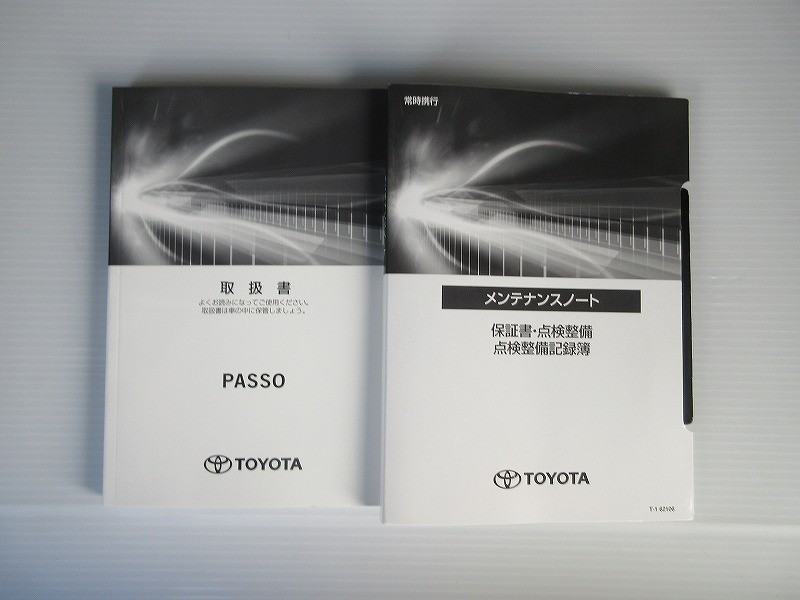 取扱書
よくお読みになってご使用ください。
取扱書は車の中に保管しましょう。
PASSO
TOYOTA
常時携行
メンテナンスノート
保証書・点検整備
点検整備記録簿
TOYOTA
T-1 62106